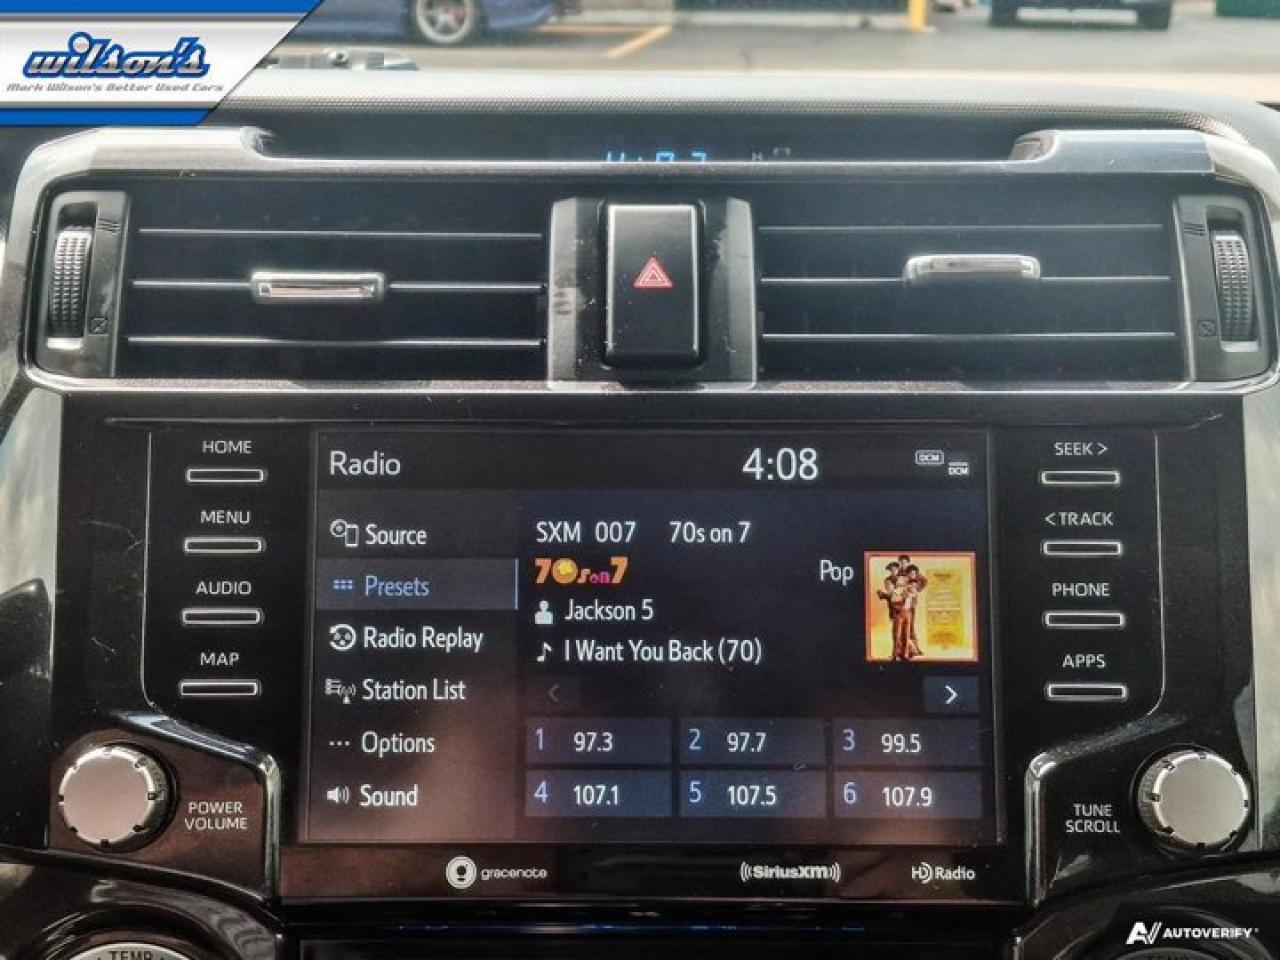 wilson's
Mark Wilson's Better Used Cars
HOME
MENU
AUDIO
MAP
POWER
VOLUME
Radio
4:08
DCM
DCM
Source
Presets
Radio Replay
Station List
Options
Sound
SXM 007 70s on 7
70s on 7
Pop
Jackson 5
I Want You Back (70)
<
>
1 97.3
2 97.7
3 99.5
4 107.1
5 107.5
6 107.9
SEEK >
< TRACK
PHONE
APPS
TUNE
SCROLL
gracenote
((SiriusXM))
HD Radio
TEMP
AV AUTOVERIFY